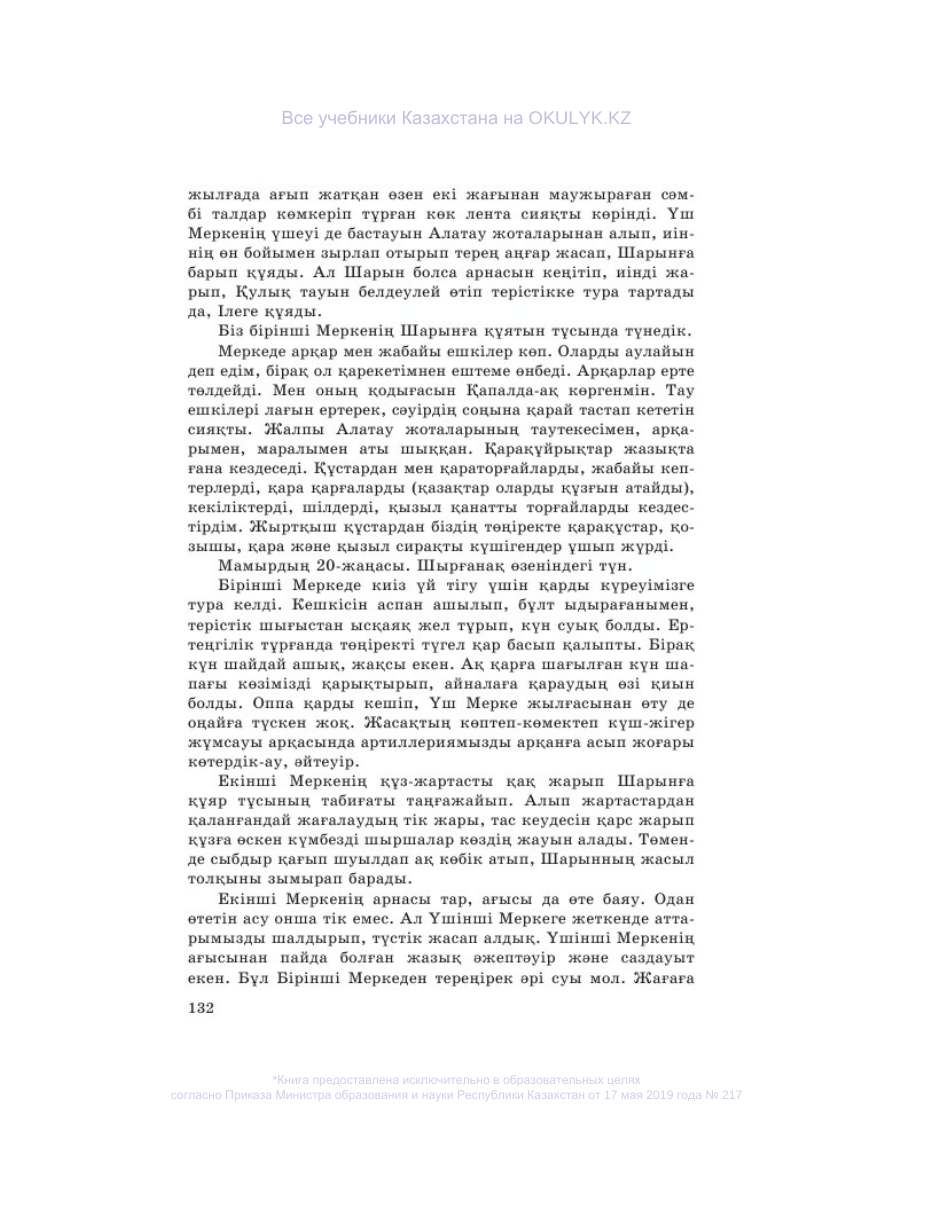 Все учебники Казахстана на OKULYK.KZ
жылғада ағып жатқан өзен екі жағынан маужыраған сәм-
бі талдар көмкеріп тұрған көк лента сияқты көрінді. Үш
Меркенің үшеуі де бастауын Алатау жоталарынан алып, иін-
нің өн бойымен зырлап отырып терең аңғар жасап, Шарынға
барып құяды. Ал Шарын болса арнасын кеңітіп, иінді жа-
рып, Қулық тауын белдеулей өтіп терістікке тура тартады
да, Ілеге құяды.
Біз бірінші Меркенің Шарынға құятын тұсында түнедік.
Меркеде арқар мен жабайы ешкілер көп. Оларды аулайын
деп едім, бірақ ол қарекетімнен ештеме өнбеді. Арқарлар ерте
төлдейді. Мен оның қодығасын Қапалда-ақ көргенмін. Тау
ешкілері лағын ертерек, сәуірдің соңына қарай тастап кететін
сияқты. Жалпы Алатау жоталарының таутекесімен, арқа-
рымен, маралымен аты шыққан. Қарақұйрықтар жазықта
ғана кездеседі. Құстардан мен қараторғайларды, жабайы кеп-
терлерді, қара қарғаларды (қазақтар оларды құзғын атайды),
кекіліктерді, шілдерді, қызыл қанатты торғайларды кездес-
тірдім. Жыртқыш құстардан біздің төңіректе қарақұстар, қо-
зышы, қара және қызыл сирақты күшігендер ұшып жүрді.
Мамырдың 20-жаңасы. Шырғанақ өзеніндегі түн.
Бірінші Меркеде киіз үй тігу үшін қарды күреуімізге
тура келді. Кешкісін аспан ашылып, бұлт ыдырағанымен,
терістік шығыстан ысқаяқ жел тұрып, күн суық болды. Ер-
теңгілік тұрғанда төңіректі түгел қар басып қалыпты. Бірақ
күн шайдай ашық, жақсы екен. Ақ қарға шағылған күн ша-
пағы көзімізді қарықтырып, айналаға қараудың өзі қиын
болды. Оппа қарды кешіп, Үш Мерке жылғасынан өту де
оңайға түскен жоқ. Жасақтың көптеп-көмектеп күш-жігер
жұмсауы арқасында артиллериямызды арқанға асып жоғары
көтердік-ау, әйтеуір.
Екінші Меркенің құз-жартасты қақ жарып Шарынға
құяр тұсының табиғаты таңғажайып. Алып жартастардан
қаланғандай жағалаудың тік жары, тас кеудесін қарс жарып
құзға өскен күмбезді шыршалар көздің жауын алады. Төмен-
де сыбдыр қағып шуылдап ақ көбік атып, Шарынның жасыл
толқыны зымырап барады.
Екінші Меркенің арнасы тар, ағысы да өте баяу. Одан
өтетін асу онша тік емес. Ал Үшінші Меркеге жеткенде атта-
рымызды шалдырып, түстік жасап алдық. Үшінші Меркенің
ағысынан пайда болған жазық әжептәуір және саздауыт
екен. Бұл Бірінші Меркеден тереңірек әрі суы мол. Жағаға
132
*Книга предоставлена исключительно в образовательных целях
согласно Приказа Министра образования и науки Республики Казахстан от 17 мая 2019 года № 217